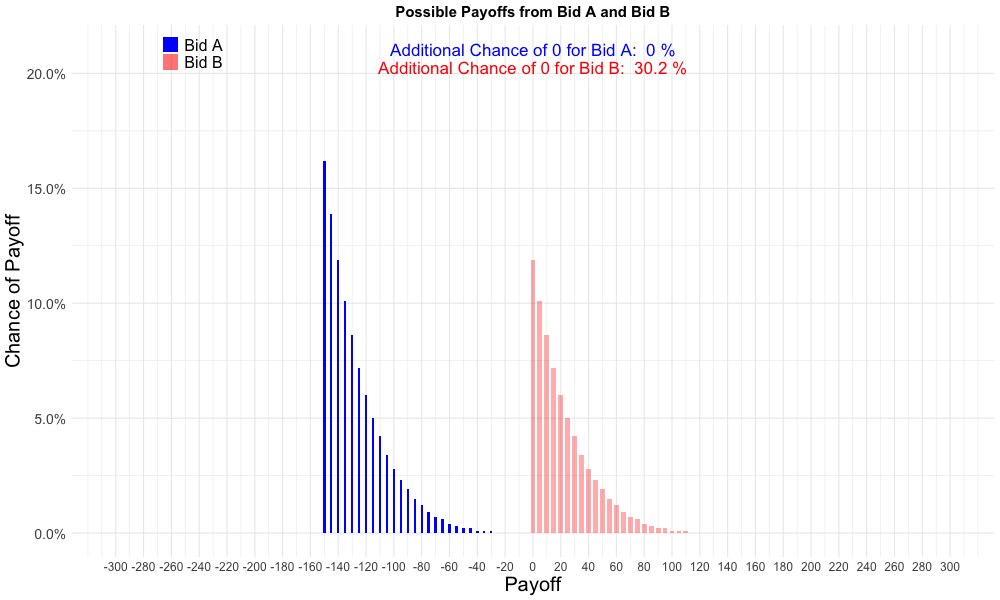 Possible Payoffs from Bid A and Bid B
Bid A
Bid B
Additional Chance of 0 for Bid A:  0 %
Additional Chance of 0 for Bid B:  30.2 %
20.0%
15.0%
10.0%
5.0%
0.0%
Chance of Payoff
-300 -280 -260 -240 -220 -200 -180 -160 -140 -120 -100 -80 -60 -40 -20 0 20 40 60 80 100 120 140 160 180 200 220 240 260 280 300
Payoff